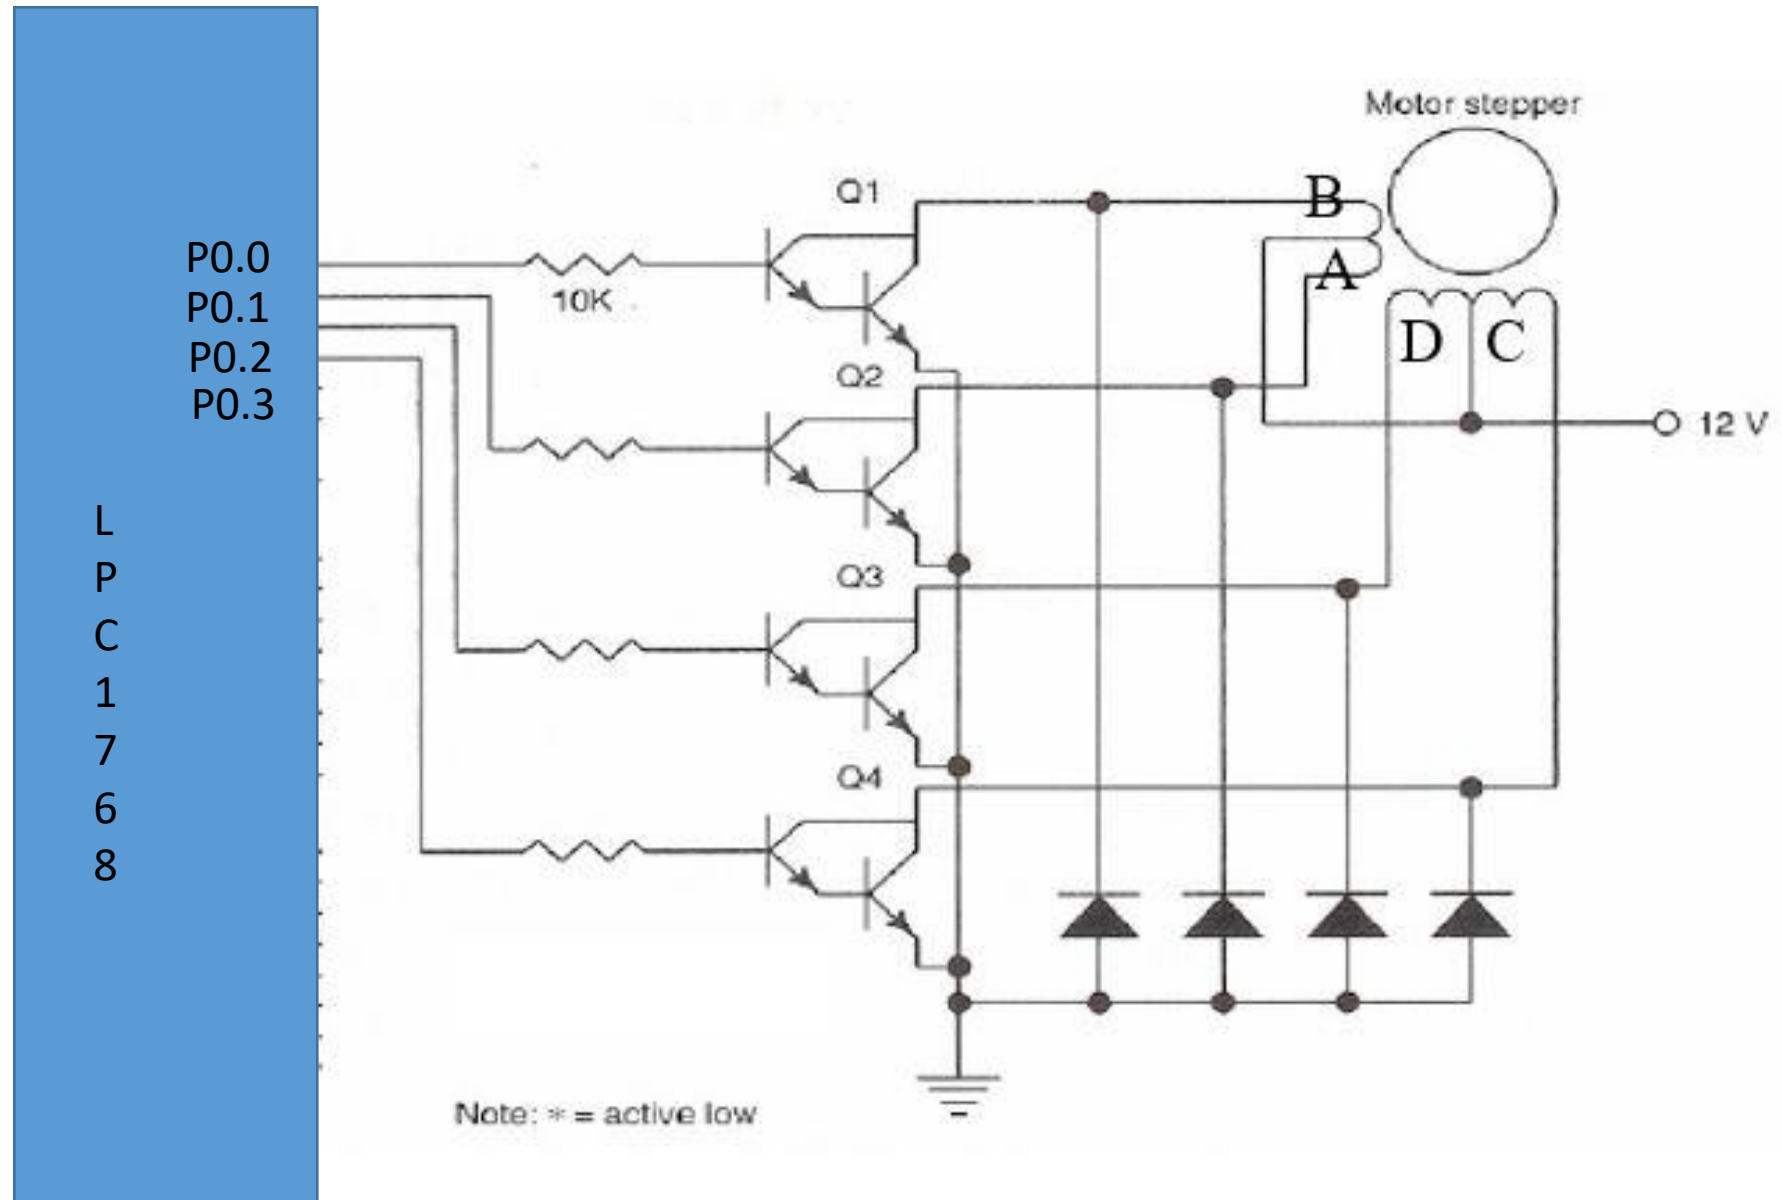 Motor stepper
Q1
B
P0.0
10K
A
P0.1
P0.2
D C
Q2
P0.3
12 V
L
P
C
1
7
6
8
Q3
Q4
Note: * = active low